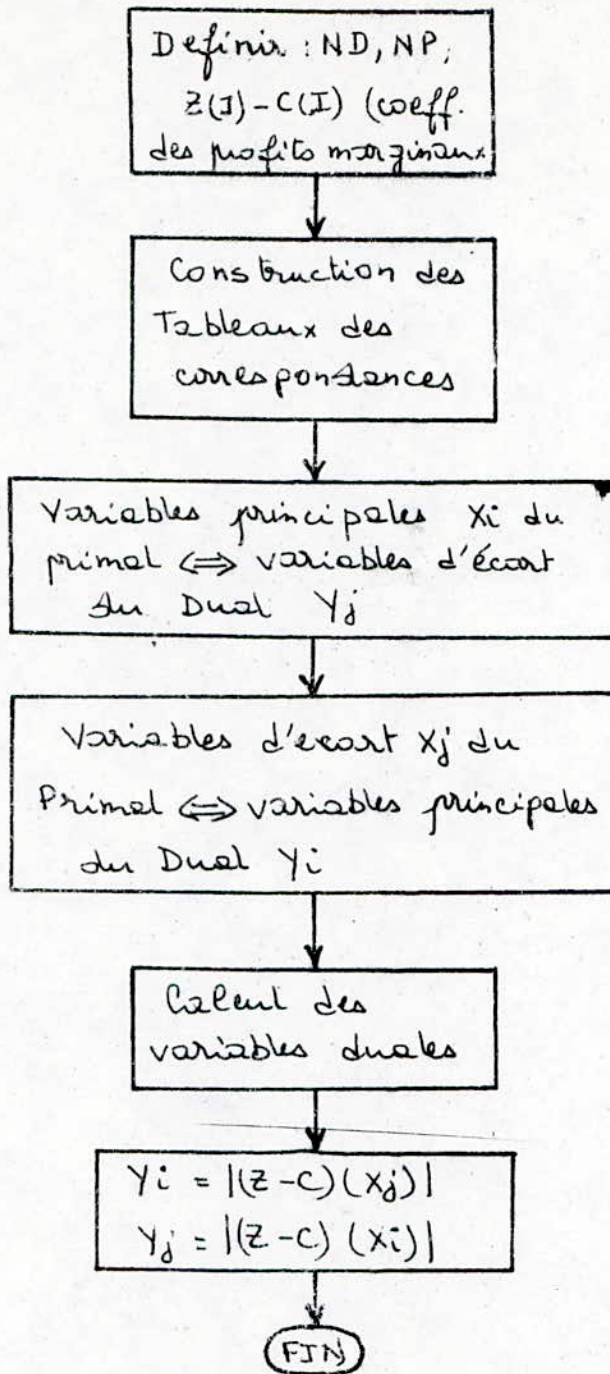 Definir : ND, NP,
Z(J)-C(I) (coeff.
des profits marginaux
Construction des
Tableaux des
correspondances
Variables principales Xi du
primal ⇔ variables d'écart
du Dual Yj
Variables d'ecart Xj du
Primal ⇔ variables principales
du Dual Yi
Calcul des
variables duales
Yi = |(Z-C)(Xj)|
Yj = |(Z-C) (Xi)|
FIN